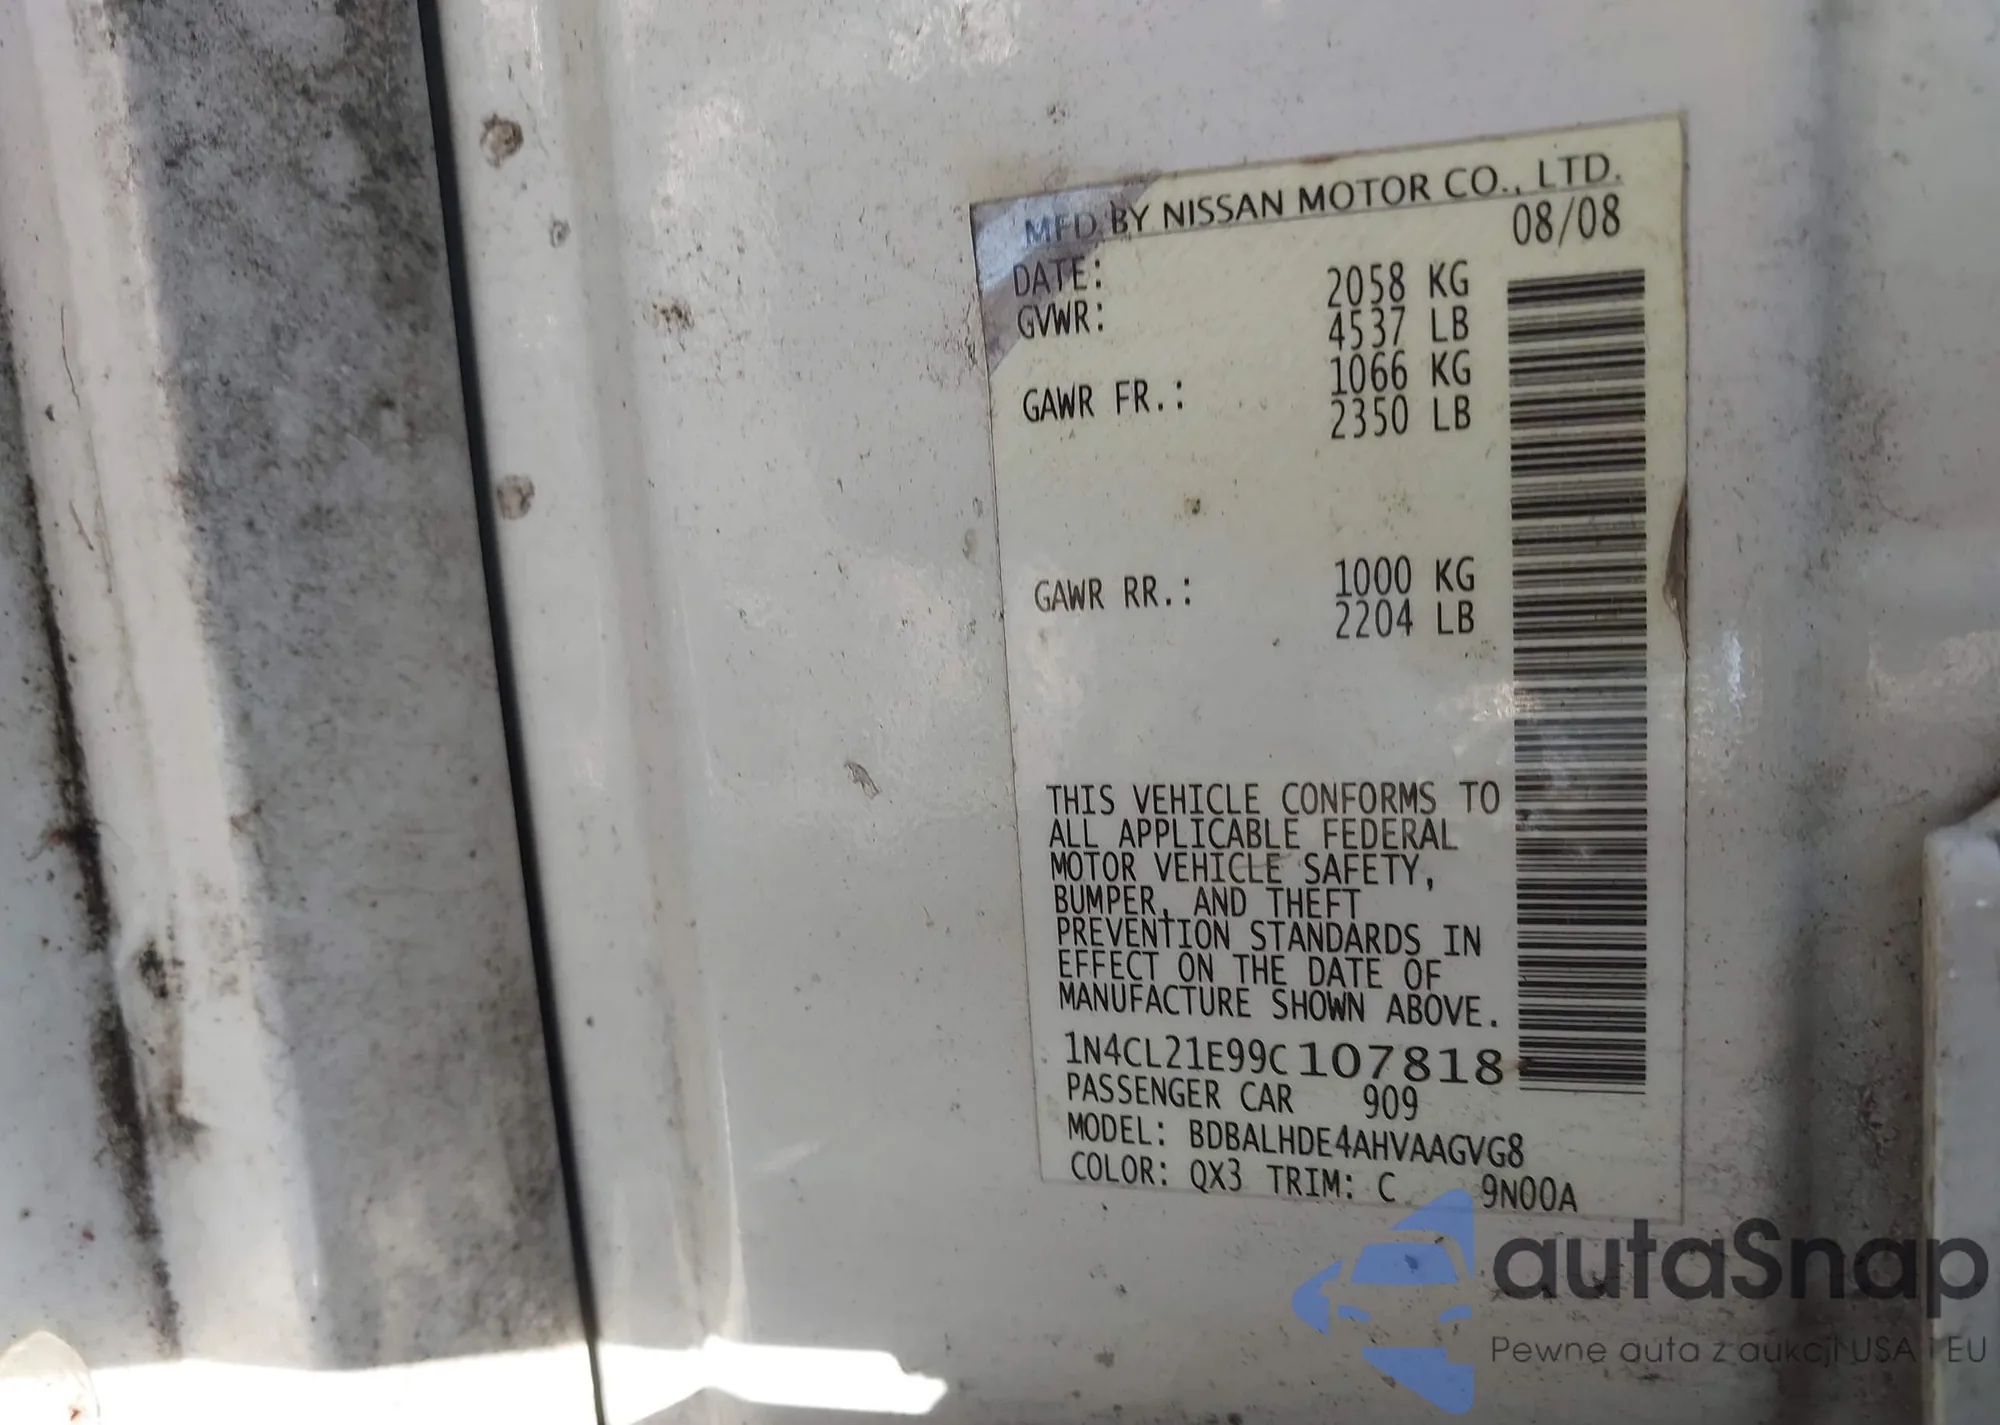 MFD BY NISSAN MOTOR CO., LTD.
DATE: 08/08
GVWR: 2058 KG
4537 LB
GAWR FR.: 1066 KG
2350 LB
GAWR RR.: 1000 KG
2204 LB
THIS VEHICLE CONFORMS TO
ALL APPLICABLE FEDERAL
MOTOR VEHICLE SAFETY,
BUMPER, AND THEFT
PREVENTION STANDARDS IN
EFFECT ON THE DATE OF
MANUFACTURE SHOWN ABOVE.
1N4CL21E99C107818
PASSENGER CAR 909
MODEL: BDBALHDE4AHVAAGVG8
COLOR: QX3 TRIM: C 9N00A
autaSnap
Pewne auta z aukcji USA i EU